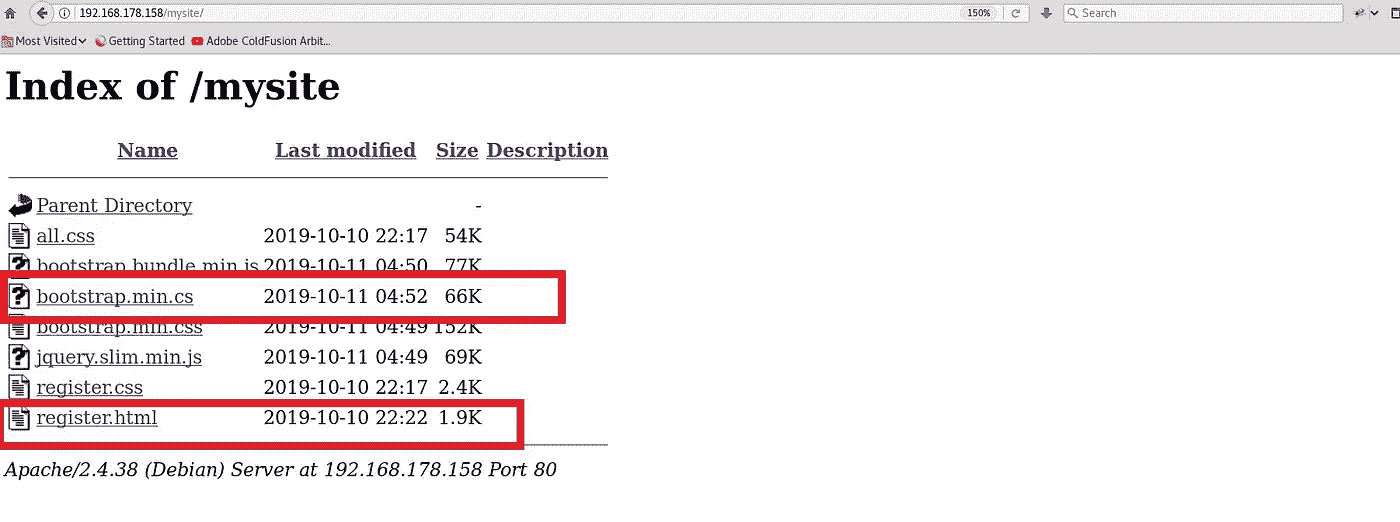 192.168.178.158/mysite/ 150% Search
Most Visited Getting Started Adobe ColdFusion Arbit...
Index of /mysite
Name Last modified Size Description
Parent Directory -
all.css 2019-10-10 22:17 54K
bootstrap.bundle.min.js 2019-10-11 04:50 77K
bootstrap.min.cs 2019-10-11 04:52 66K
bootstrap.min.css 2019-10-11 04:49 152K
jquery.slim.min.js 2019-10-11 04:49 69K
register.css 2019-10-10 22:17 2.4K
register.html 2019-10-10 22:22 1.9K
Apache/2.4.38 (Debian) Server at 192.168.178.158 Port 80